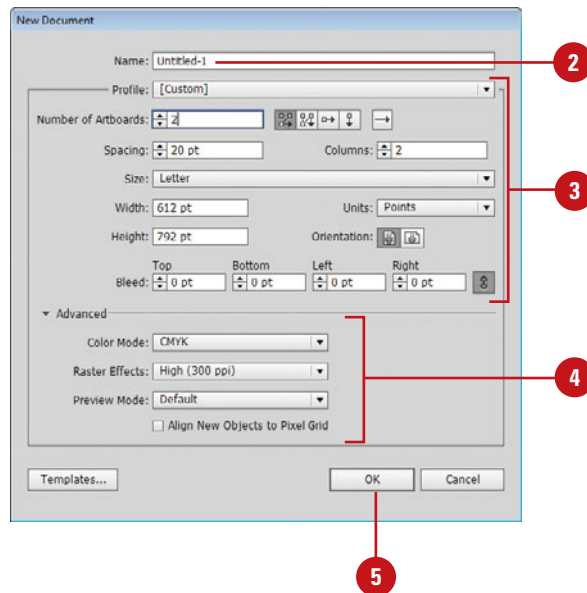 New Document
Name: Untitled-1
2
Profile: [Custom]
Number of Artboards: 2
Spacing: 20 pt Columns: 2
Size: Letter
3
Width: 612 pt Units: Points
Height: 792 pt Orientation:
Top Bottom Left Right
Bleed: 0 pt 0 pt 0 pt 0 pt
Advanced
Color Mode: CMYK
Raster Effects: High (300 ppi)
4
Preview Mode: Default
Align New Objects to Pixel Grid
Templates... OK Cancel
5